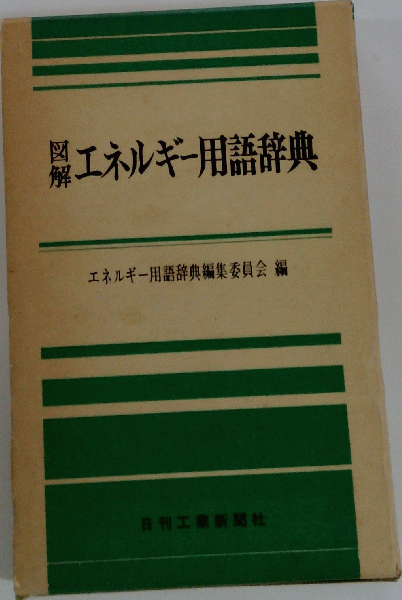 図解 エネルギー用語辞典
エネルギー用語辞典編集委員会 編
日刊工業新聞社